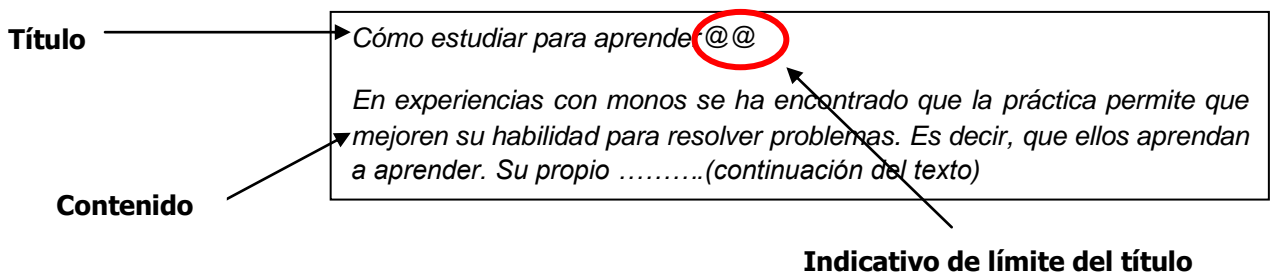 Título
Cómo estudiar para aprender@@
En experiencias con monos se ha encontrado que la práctica permite que
mejoren su habilidad para resolver problemas. Es decir, que ellos aprendan
a aprender. Su propio ……….(continuación del texto)
Contenido
Indicativo de límite del título